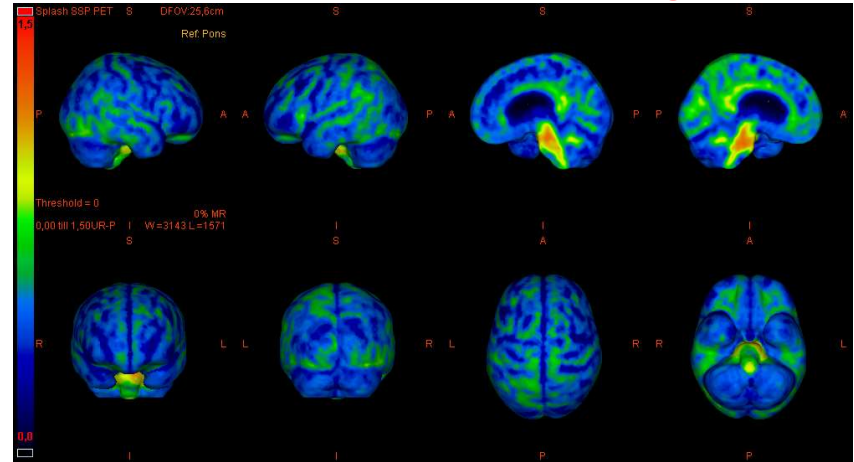 Splash SSP PET S DFOV:25,6cm S S S
1,5
Ref: Pons
P A A P A P P A
Threshold = 0
0% MR
0,00 till 1,50UR-P I W=3143 L=1571 I I I
S S A A
R L L R L R R L
0,0
I I P P